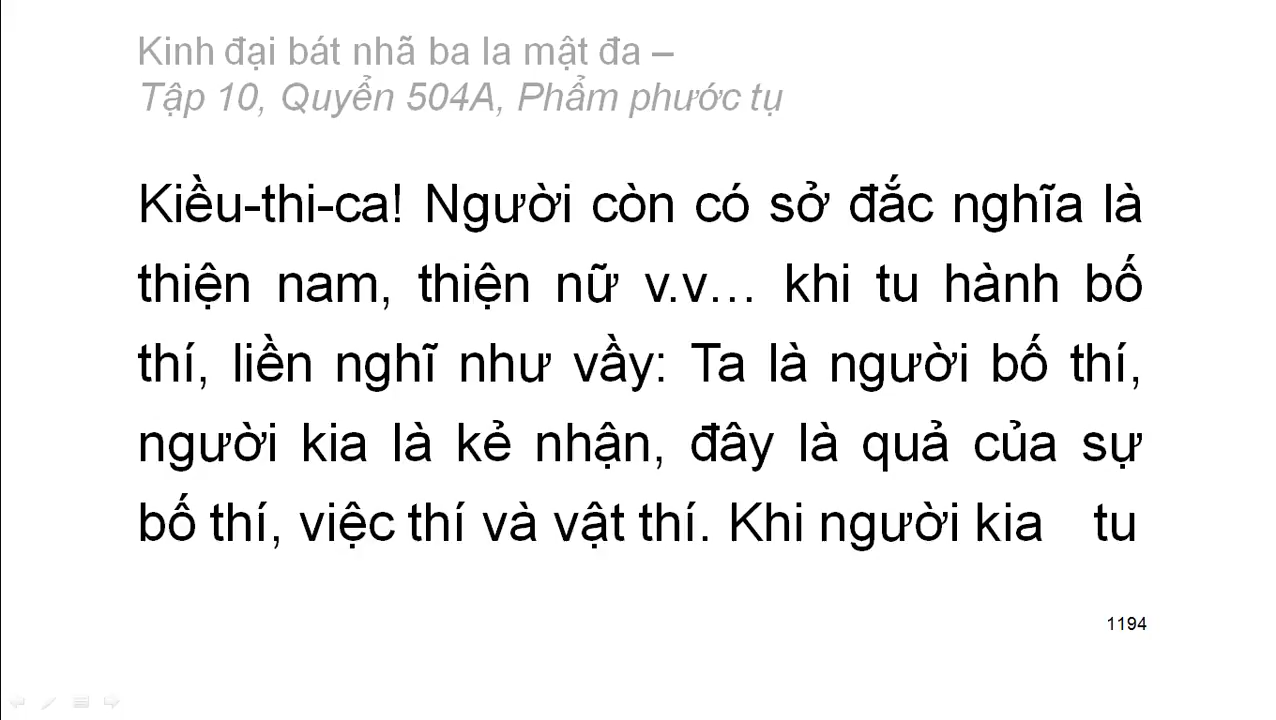 Kinh đại bát nhã ba la mật đa –
Tập 10, Quyển 504A, Phẩm phước tụ
Kiều-thi-ca! Người còn có sở đắc nghĩa là
thiện nam, thiện nữ v.v… khi tu hành bố
thí, liền nghĩ như vầy: Ta là người bố thí,
người kia là kẻ nhận, đây là quả của sự
bố thí, việc thí và vật thí. Khi người kia tu
1194